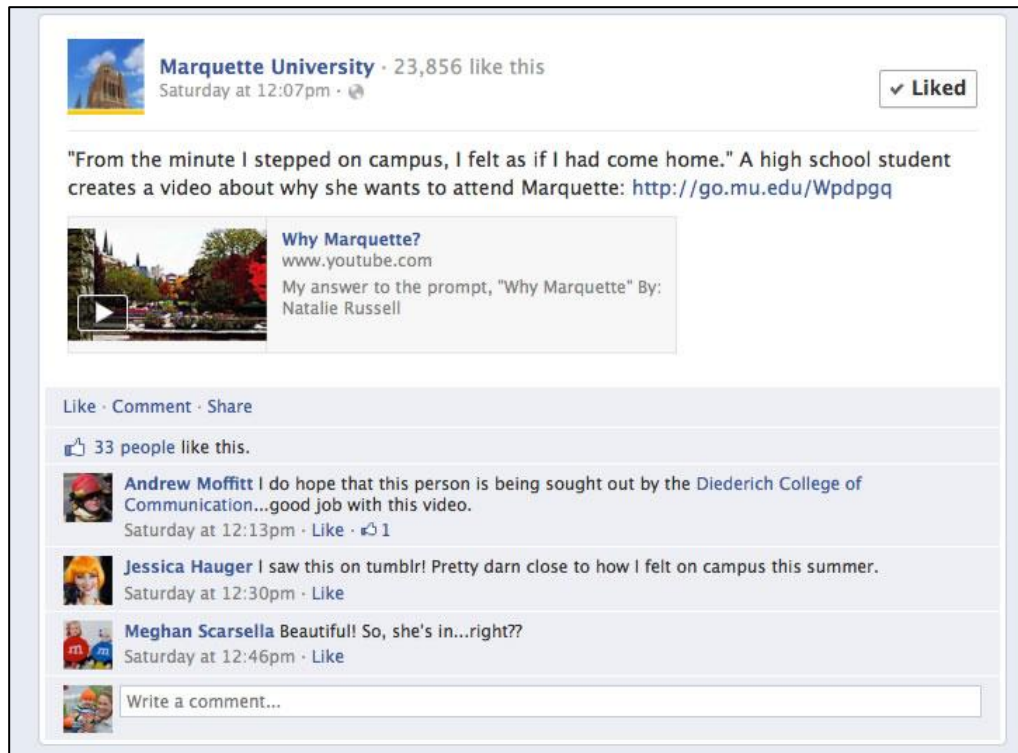 Marquette University · 23,856 like this
Saturday at 12:07pm ·
✔ Liked
"From the minute I stepped on campus, I felt as if I had come home." A high school student
creates a video about why she wants to attend Marquette: http://go.mu.edu/Wpdpgq
Why Marquette?
www.youtube.com
My answer to the prompt, "Why Marquette" By:
Natalie Russell
Like · Comment · Share
33 people like this.
Andrew Moffitt I do hope that this person is being sought out by the Diederich College of
Communication...good job with this video.
Saturday at 12:13pm · Like · 1
Jessica Hauger I saw this on tumblr! Pretty darn close to how I felt on campus this summer.
Saturday at 12:30pm · Like
Meghan Scarsella Beautiful! So, she's in...right??
Saturday at 12:46pm · Like
m m
Write a comment...